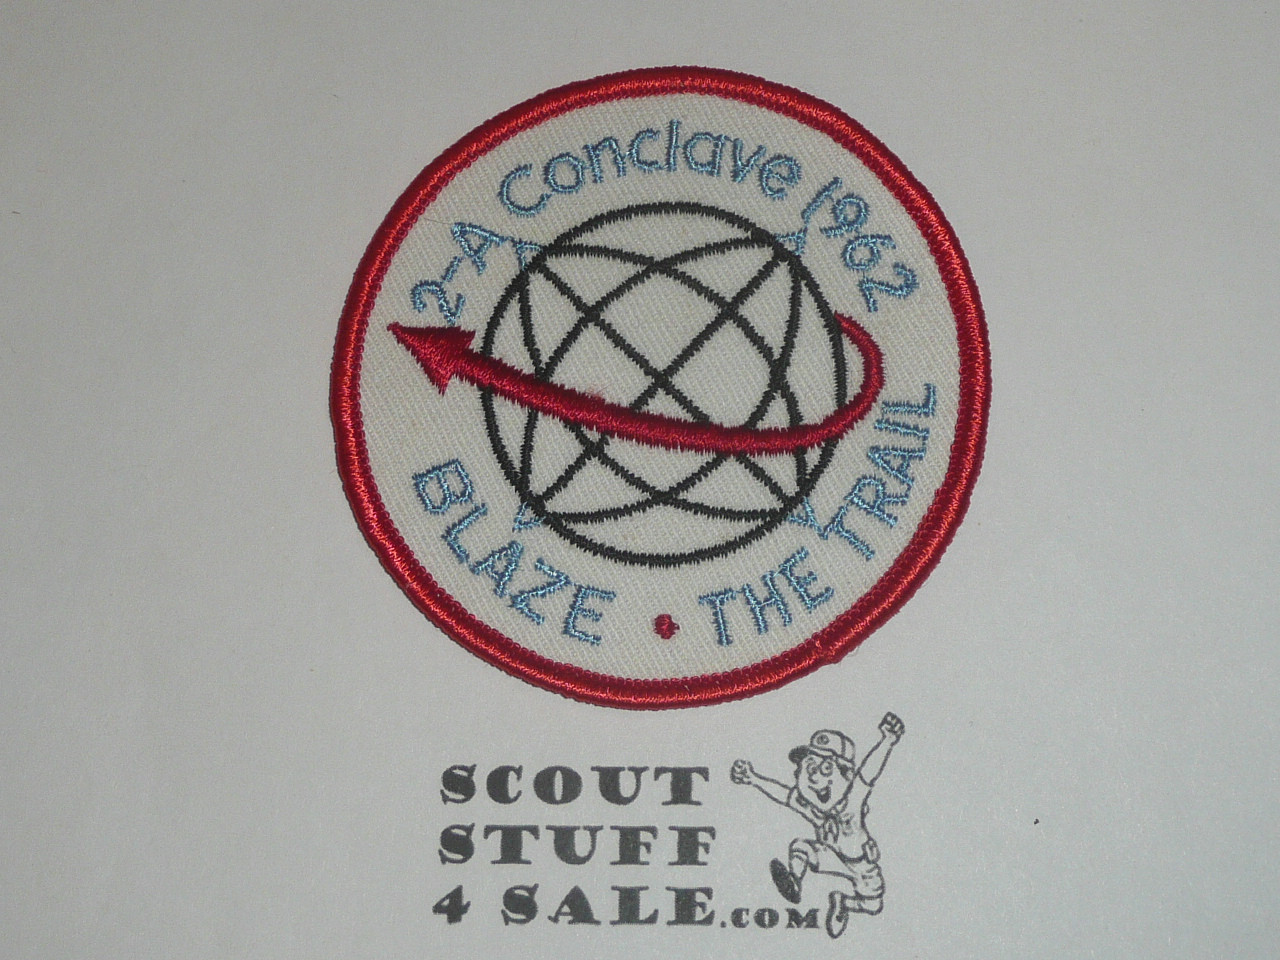 2-A Conclave 1962
BLAZE • THE TRAIL
SCOUT
STUFF
4 SALE.COM